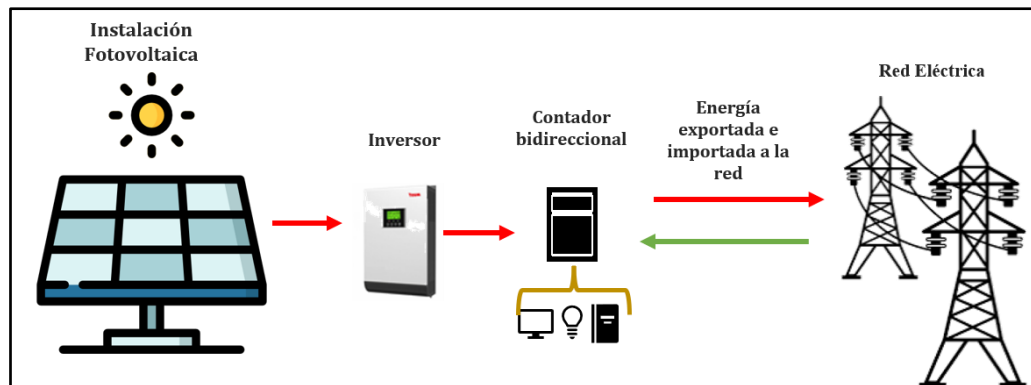 Instalación
Fotovoltaica
Inversor
Contador
bidireccional
Energía
exportada e
importada a la
red
Red Eléctrica